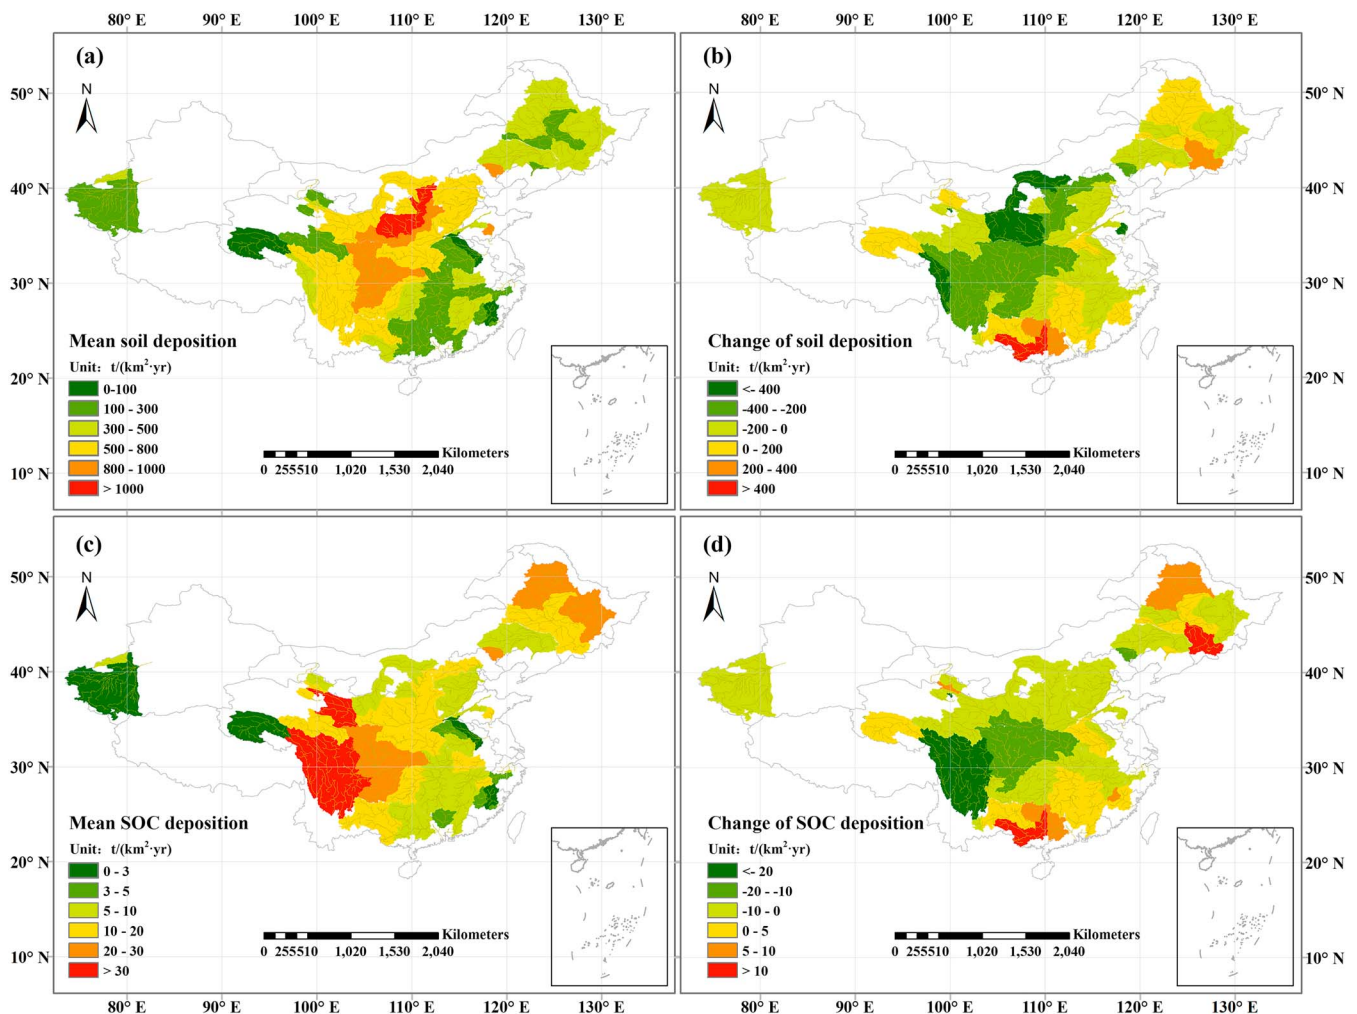 80° E 90° E 100° E 110° E 120° E 130° E 80° E 90° E 100° E 110° E 120° E 130° E
(a)
N
50° N
40° N
30° N
20° N
10° N
Mean soil deposition
Unit: t/(km²·yr)
0-100
100 - 300
300 - 500
500 - 800
800 - 1000
> 1000
Kilometers
0 255510 1,020 1,530 2,040
(b)
N
50° N
40° N
30° N
20° N
10° N
Change of soil deposition
Unit: t/(km²·yr)
<- 400
-400 - -200
-200 - 0
0 - 200
200 - 400
> 400
Kilometers
0 255510 1,020 1,530 2,040
(c)
N
50° N
40° N
30° N
20° N
10° N
Mean SOC deposition
Unit: t/(km²·yr)
0 - 3
3 - 5
5 - 10
10 - 20
20 - 30
> 30
Kilometers
0 255510 1,020 1,530 2,040
(d)
N
50° N
40° N
30° N
20° N
10° N
Change of SOC deposition
Unit: t/(km²·yr)
<- 20
-20 - -10
-10 - 0
0 - 5
5 - 10
> 10
Kilometers
0 255510 1,020 1,530 2,040
80° E 90° E 100° E 110° E 120° E 130° E 80° E 90° E 100° E 110° E 120° E 130° E